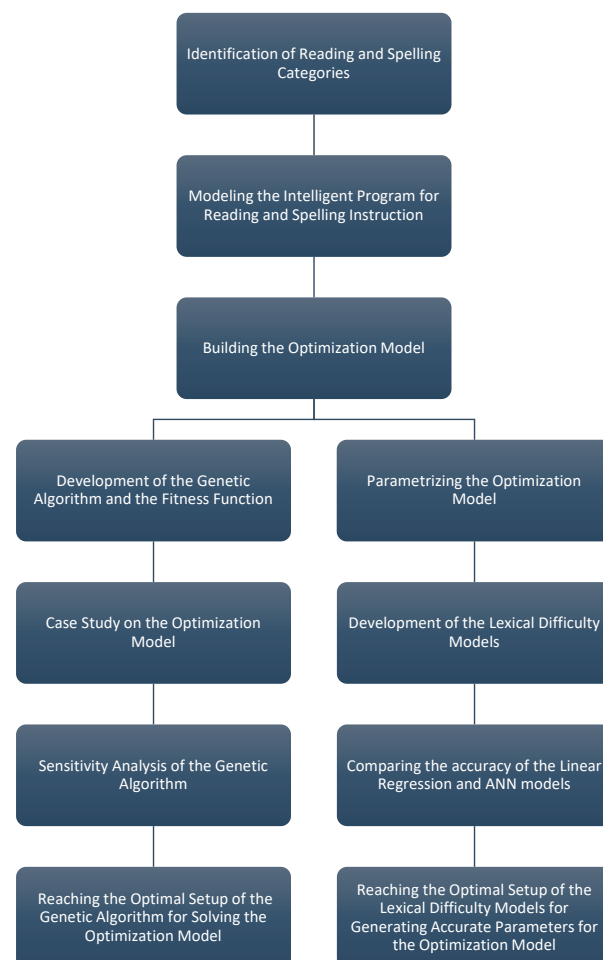 Identification of Reading and Spelling
Categories
Modeling the Intelligent Program for
Reading and Spelling Instruction
Building the Optimization Model
Development of the Genetic
Algorithm and the Fitness Function
Case Study on the Optimization
Model
Sensitivity Analysis of the Genetic
Algorithm
Reaching the Optimal Setup of the
Genetic Algorithm for Solving the
Optimization Model
Parametrizing the Optimization
Model
Development of the Lexical Difficulty
Models
Comparing the accuracy of the Linear
Regression and ANN models
Reaching the Optimal Setup of the
Lexical Difficulty Models for
Generating Accurate Parameters for
the Optimization Model